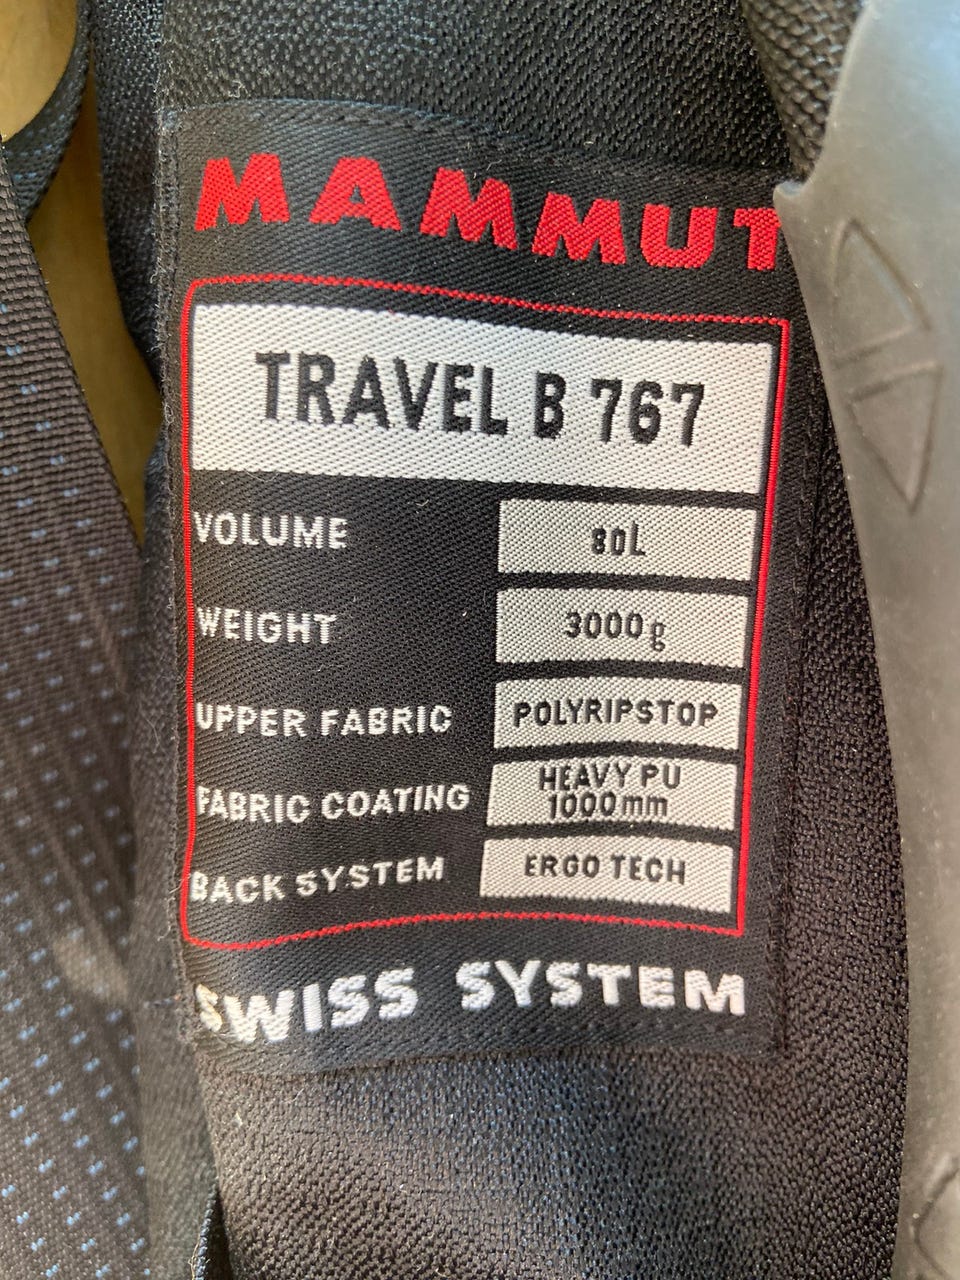 MAMMUT
TRAVEL B 767
VOLUME 80L
WEIGHT 3000g
UPPER FABRIC POLYRIPSTOP
FABRIC COATING HEAVY PU
1000mm
BACK SYSTEM ERGO TECH
SWISS SYSTEM